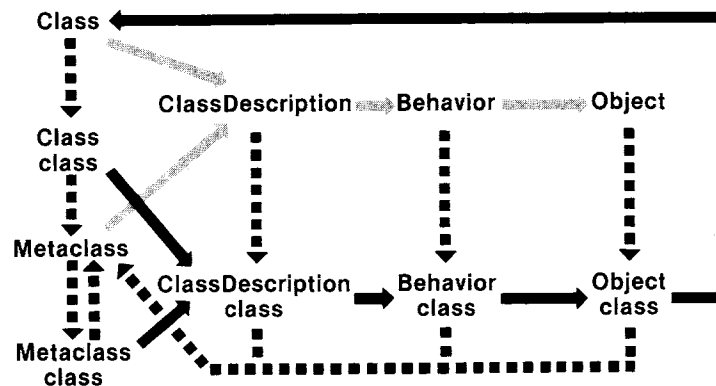 Class
ClassDescription
Behavior
Object
Class
class
Metaclass
ClassDescription
class
Behavior
class
Object
class
Metaclass
class